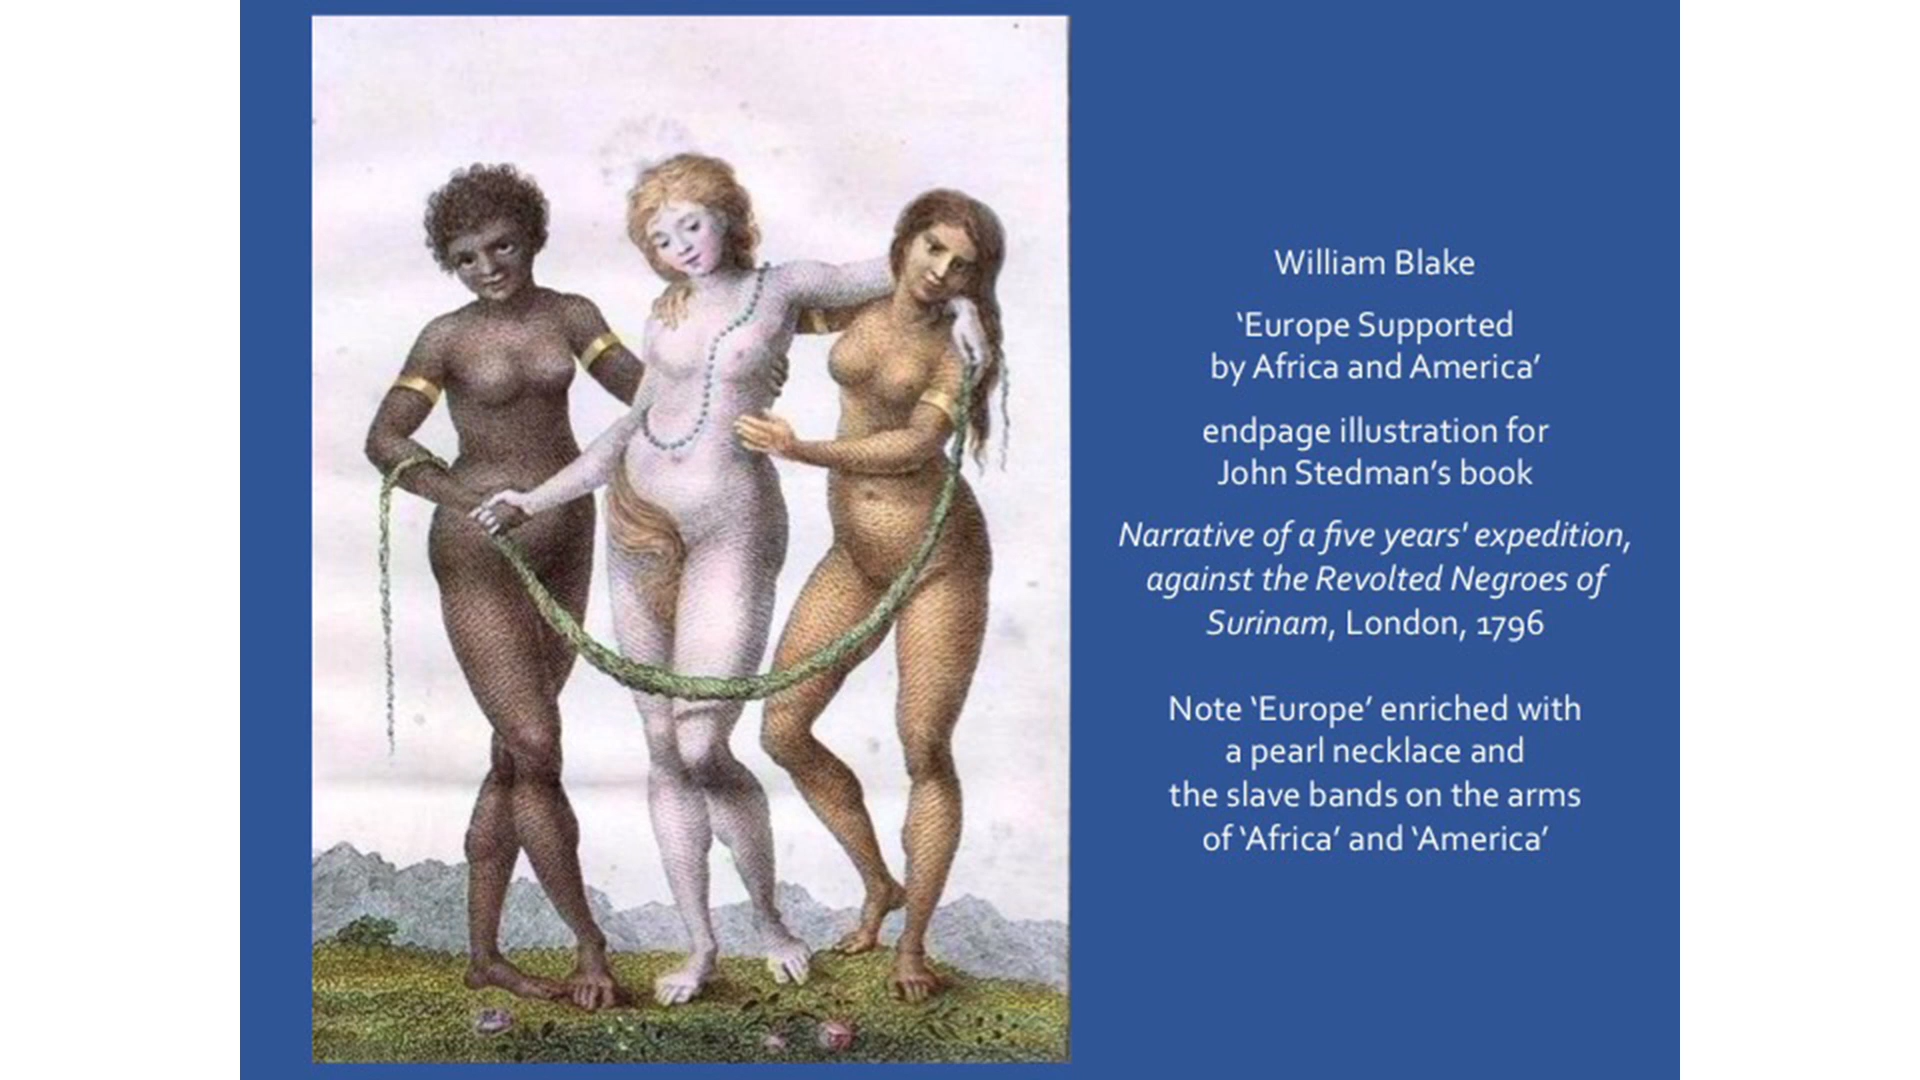 William Blake
‘Europe Supported
by Africa and America’
endpage illustration for
John Stedman’s book
Narrative of a five years' expedition,
against the Revolted Negroes of
Surinam, London, 1796
Note ‘Europe’ enriched with
a pearl necklace and
the slave bands on the arms
of ‘Africa’ and ‘America’